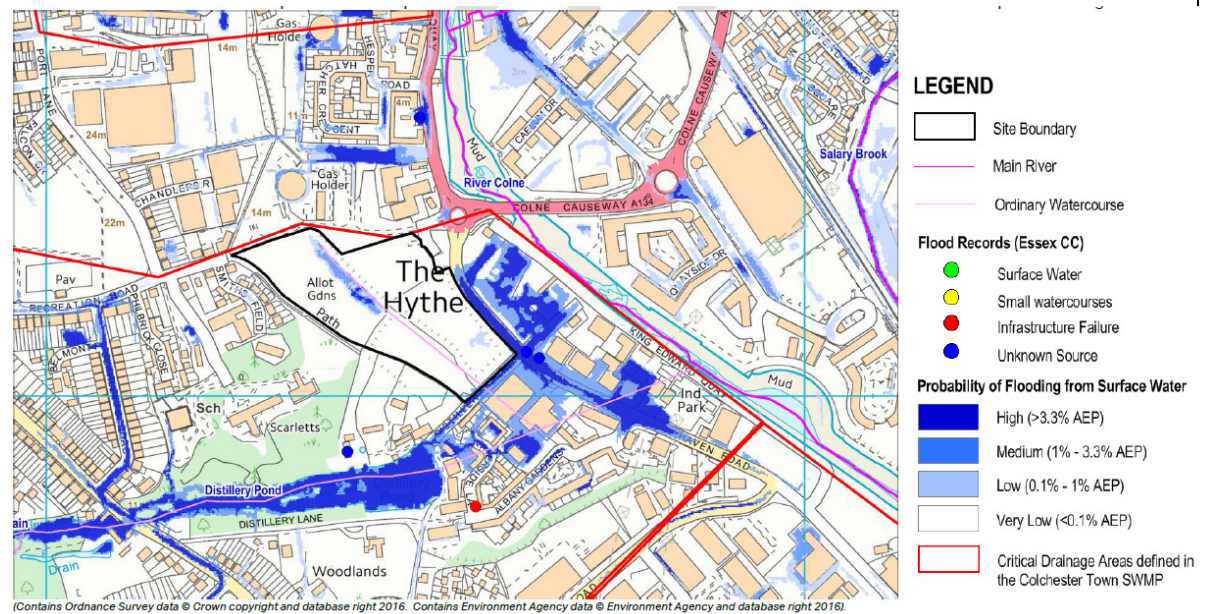 Gas
Holde
14m
PORT LANE
FALCON C
24m
22m
CHANDLERS R
14m
11m
HATCHER CRESCENT
HESPER
ROAD
4m
Gas
Holder
Mud
River Colne
3m
CAELUM DR
COLNE CAUSEWAY
COLNE CAUSEWAY A134
Salary Brook
QUAYSIDE DR
Pav
RECREATION ROAD
PHILBRICK CLOSE
BELMONT
SMITHS FIELD
Allot
Gdns
Path
The
Hythe
KING EDWARD QUAY
Mud
Ind
Park
HAVEN ROAD
Sch
Scarletts
Distillery Pond
Distillery
Pond
ALBANY GARDENS
DISTILLERY LANE
11m
ain
Drain
Woodlands
ROAD
LEGEND
Site Boundary
Main River
Ordinary Watercourse
Flood Records (Essex CC)
Surface Water
Small watercourses
Infrastructure Failure
Unknown Source
Probability of Flooding from Surface Water
High (>3.3% AEP)
Medium (1% - 3.3% AEP)
Low (0.1% - 1% AEP)
Very Low (<0.1% AEP)
Critical Drainage Areas defined in
the Colchester Town SWMP
(Contains Ordnance Survey data © Crown copyright and database right 2016. Contains Environment Agency data © Environment Agency and database right 2016).